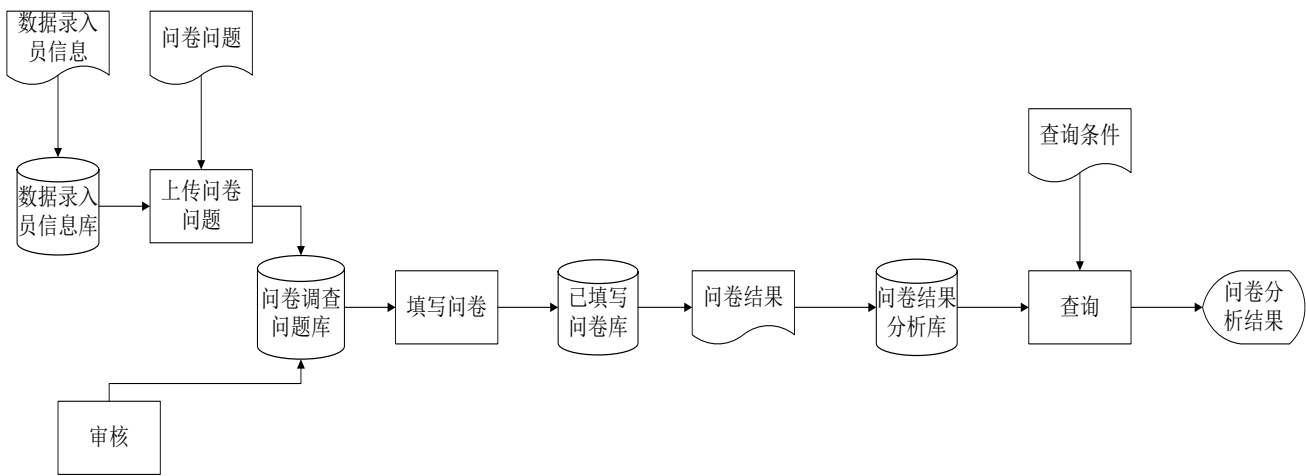 数据录入
员信息
问卷问题
查询条件
数据录入
员信息库
上传问卷
问题
问卷调查
问题库
填写问卷
已填写
问卷库
问卷结果
问卷结果
分析库
查询
问卷分
析结果
审核